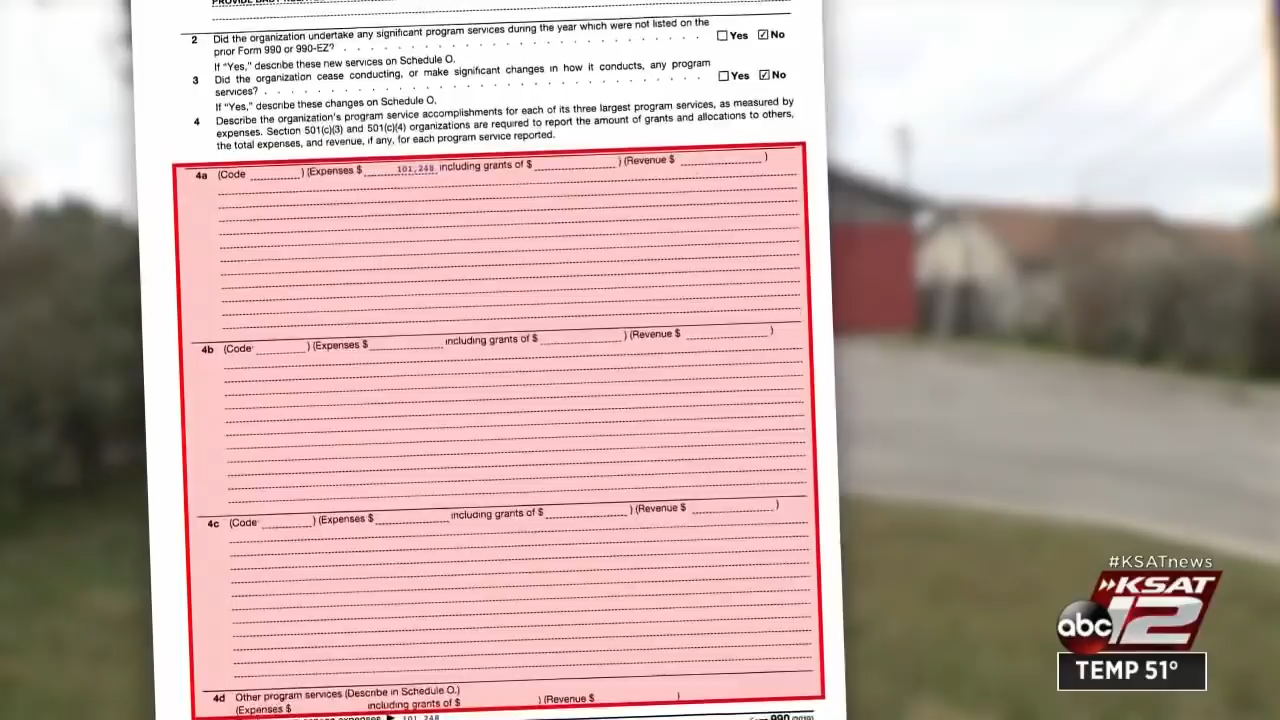 2 Did the organization undertake any significant program services during the year which were not listed on the
prior Form 990 or 990-EZ? . . . . . . . . . . . . . . . . . . . . . . . . . . . Yes ☑ No
If "Yes," describe these new services on Schedule O.
3 Did the organization cease conducting, or make significant changes in how it conducts, any program
services? . . . . . . . . . . . . . . . . . . . . . . . . . . . . . . . . . Yes ☑ No
If "Yes," describe these changes on Schedule O.
4 Describe the organization's program service accomplishments for each of its three largest program services, as measured by
expenses. Section 501(c)(3) and 501(c)(4) organizations are required to report the amount of grants and allocations to others,
the total expenses, and revenue, if any, for each program service reported.
4a (Code ) (Expenses $ 101,248 including grants of $ ) (Revenue $ )
4b (Code ) (Expenses $ including grants of $ ) (Revenue $ )
4c (Code ) (Expenses $ including grants of $ ) (Revenue $ )
4d Other program services (Describe in Schedule O.)
(Expenses $ including grants of $ ) (Revenue $ )
101,248
990
#KSATnews
KSAT
abc 12
TEMP 51°